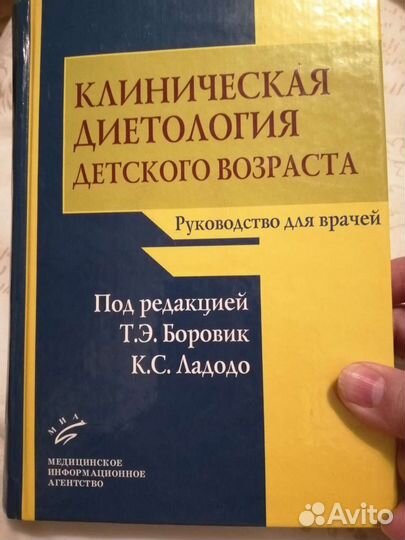 КЛИНИЧЕСКАЯ
ДИЕТОЛОГИЯ
ДЕТСКОГО ВОЗРАСТА
Руководство для врачей
Под редакцией
Т.Э. Боровик
К.С. Ладодо
МИА
МЕДИЦИНСКОЕ
ИНФОРМАЦИОННОЕ
АГЕНТСТВО
Avito